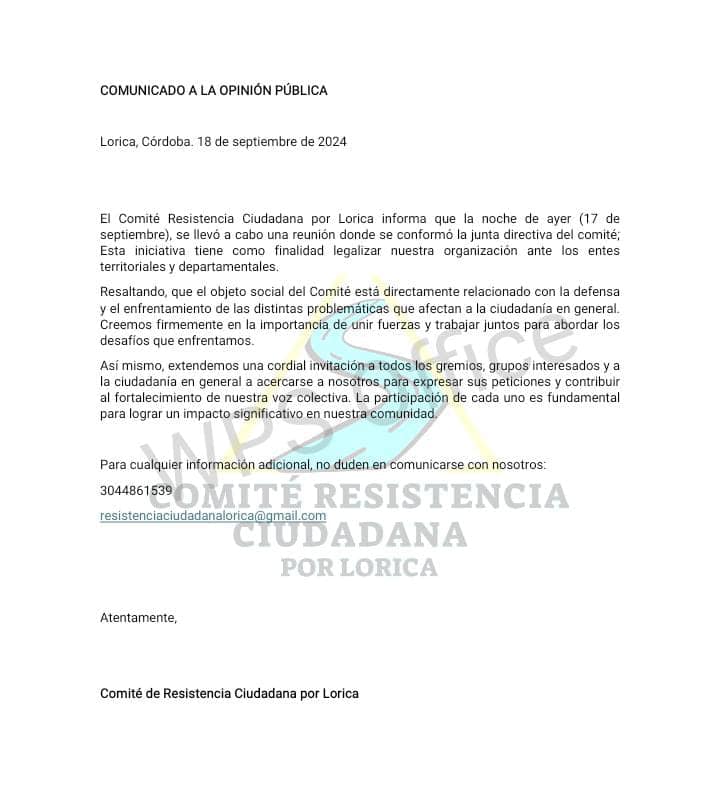 COMUNICADO A LA OPINIÓN PÚBLICA
Lorica, Córdoba. 18 de septiembre de 2024
El Comité Resistencia Ciudadana por Lorica informa que la noche de ayer (17 de
septiembre), se llevó a cabo una reunión donde se conformó la junta directiva del comité;
Esta iniciativa tiene como finalidad legalizar nuestra organización ante los entes
territoriales y departamentales.
Resaltando, que el objeto social del Comité está directamente relacionado con la defensa
y el enfrentamiento de las distintas problemáticas que afectan a la ciudadanía en general.
Creemos firmemente en la importancia de unir fuerzas y trabajar juntos para abordar los
desafíos que enfrentamos.
Así mismo, extendemos una cordial invitación a todos los gremios, grupos interesados y a
la ciudadanía en general a acercarse a nosotros para expresar sus peticiones y contribuir
al fortalecimiento de nuestra voz colectiva. La participación de cada uno es fundamental
para lograr un impacto significativo en nuestra comunidad.
WPS Office
Para cualquier información adicional, no duden en comunicarse con nosotros:
3044861539
COMITÉ RESISTENCIA
resistenciaciudadanalorica@gmail.com
CIUDADANA
POR LORICA
Atentamente,
Comité de Resistencia Ciudadana por Lorica